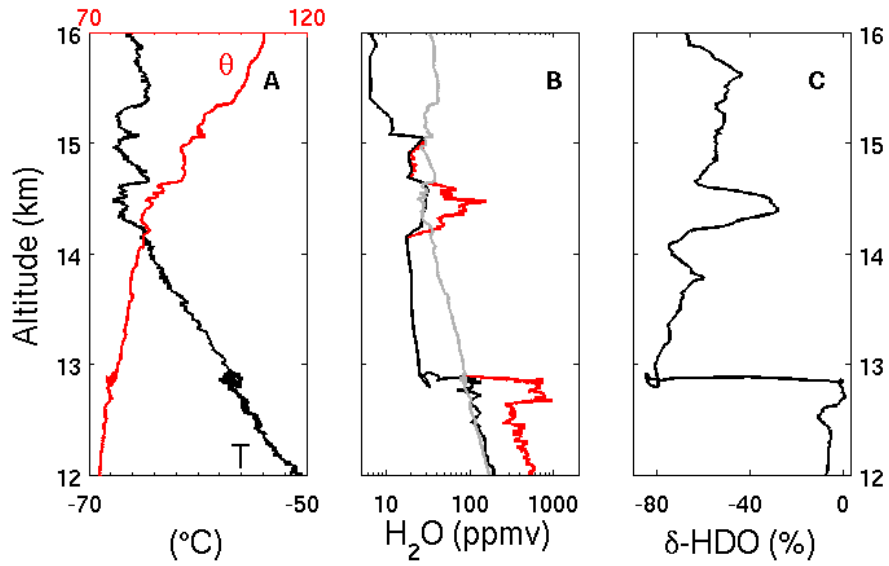 70 120
θ A B C
16 16
15 15
14 14
13 13
12 12
T
Altitude (km)
-70 -50 10 100 1000 -80 -40 0
(°C) H₂O (ppmv) δ-HDO (%)